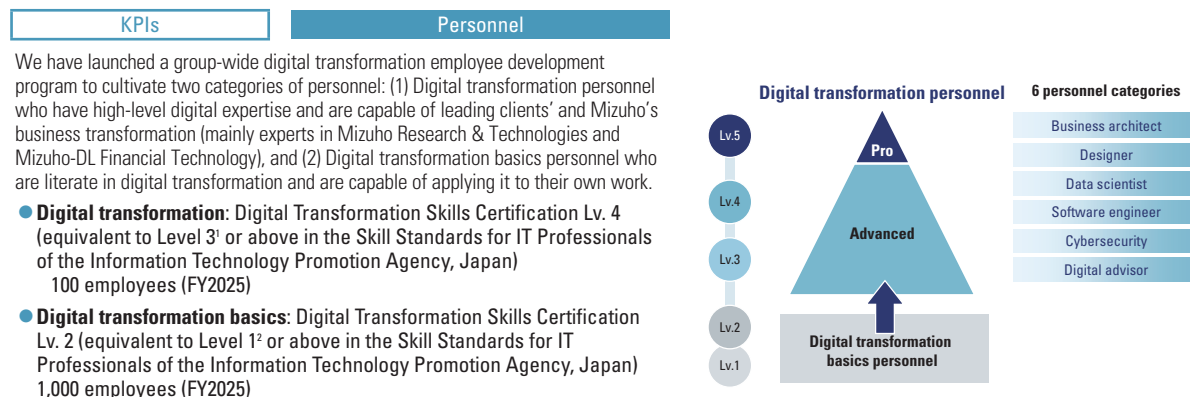 KPIs
Personnel
We have launched a group-wide digital transformation employee development
program to cultivate two categories of personnel: (1) Digital transformation personnel
who have high-level digital expertise and are capable of leading clients’ and Mizuho’s
business transformation (mainly experts in Mizuho Research & Technologies and
Mizuho-DL Financial Technology), and (2) Digital transformation basics personnel who
are literate in digital transformation and are capable of applying it to their own work.
● Digital transformation: Digital Transformation Skills Certification Lv. 4
(equivalent to Level 3¹ or above in the Skill Standards for IT Professionals
of the Information Technology Promotion Agency, Japan)
100 employees (FY2025)
● Digital transformation basics: Digital Transformation Skills Certification
Lv. 2 (equivalent to Level 1² or above in the Skill Standards for IT
Professionals of the Information Technology Promotion Agency, Japan)
1,000 employees (FY2025)
Digital transformation personnel
Lv.5
Lv.4
Lv.3
Lv.2
Lv.1
Pro
Advanced
Digital transformation
basics personnel
6 personnel categories
Business architect
Designer
Data scientist
Software engineer
Cybersecurity
Digital advisor